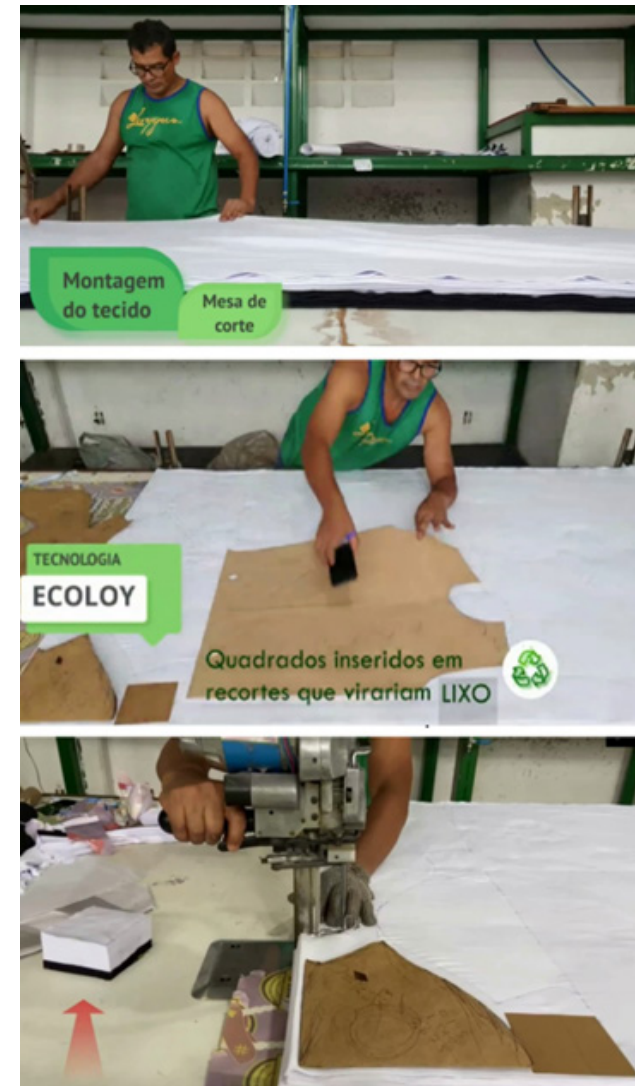 Montagem
do tecido
Mesa de
corte
TECNOLOGIA
ECOLOY
Quadrados inseridos em
recortes que virariam LIXO